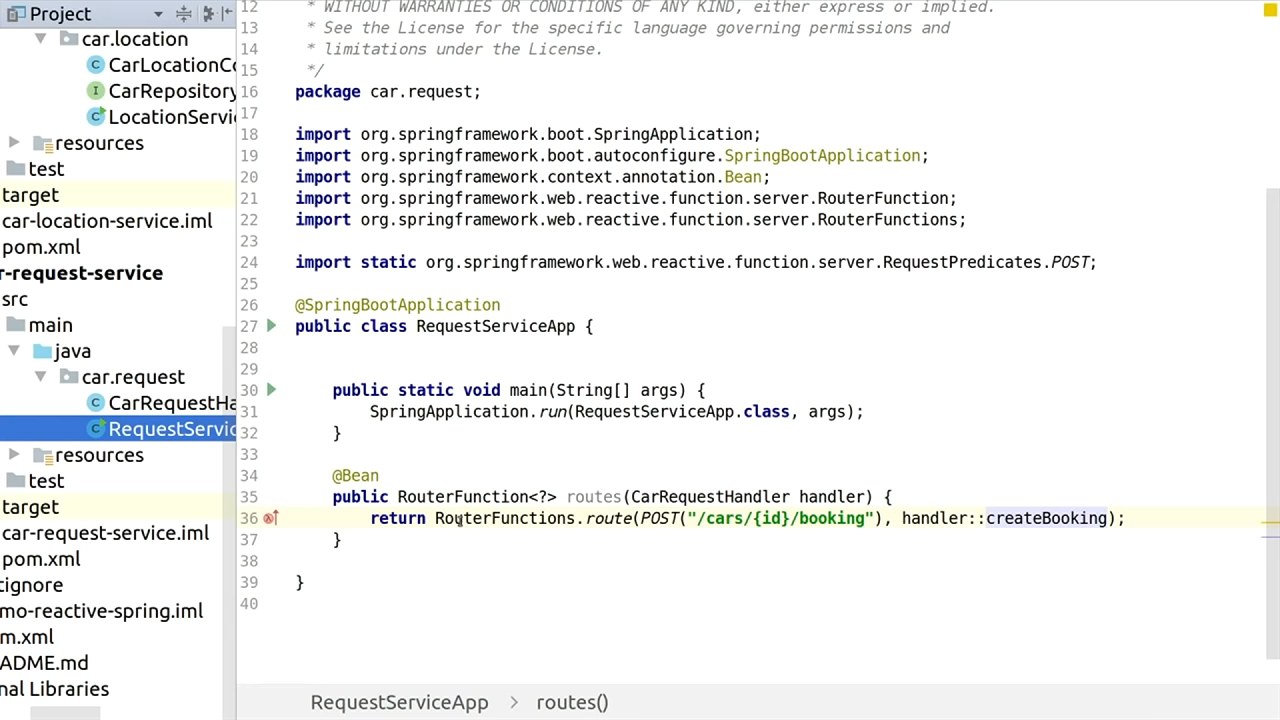 Project
car.location
CarLocationCo
CarRepository
LocationServi
resources
test
target
car-location-service.iml
pom.xml
r-request-service
src
main
java
car.request
CarRequestHa
RequestServic
resources
test
target
car-request-service.iml
pom.xml
tignore
mo-reactive-spring.iml
m.xml
ADME.md
nal Libraries
12 * WITHOUT WARRANTIES OR CONDITIONS OF ANY KIND, either express or implied.
13 * See the License for the specific language governing permissions and
14 * limitations under the License.
15 */
16 package car.request;
17
18 import org.springframework.boot.SpringApplication;
19 import org.springframework.boot.autoconfigure.SpringBootApplication;
20 import org.springframework.context.annotation.Bean;
21 import org.springframework.web.reactive.function.server.RouterFunction;
22 import org.springframework.web.reactive.function.server.RouterFunctions;
23
24 import static org.springframework.web.reactive.function.server.RequestPredicates.POST;
25
26 @SpringBootApplication
27 public class RequestServiceApp {
28
29
30 public static void main(String[] args) {
31 SpringApplication.run(RequestServiceApp.class, args);
32 }
33
34 @Bean
35 public RouterFunction<?> routes(CarRequestHandler handler) {
36 return RouterFunctions.route(POST("/cars/{id}/booking"), handler::createBooking);
37 }
38
39 }
40
RequestServiceApp > routes()